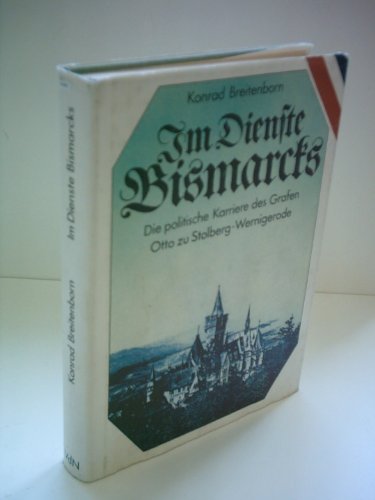 Konrad Breitenborn
Im Dienste
Bismarcks
Die politische Karriere des Grafen
Otto zu Stolberg-Wernigerode
Konrad Breitenborn Im Dienste Bismarcks